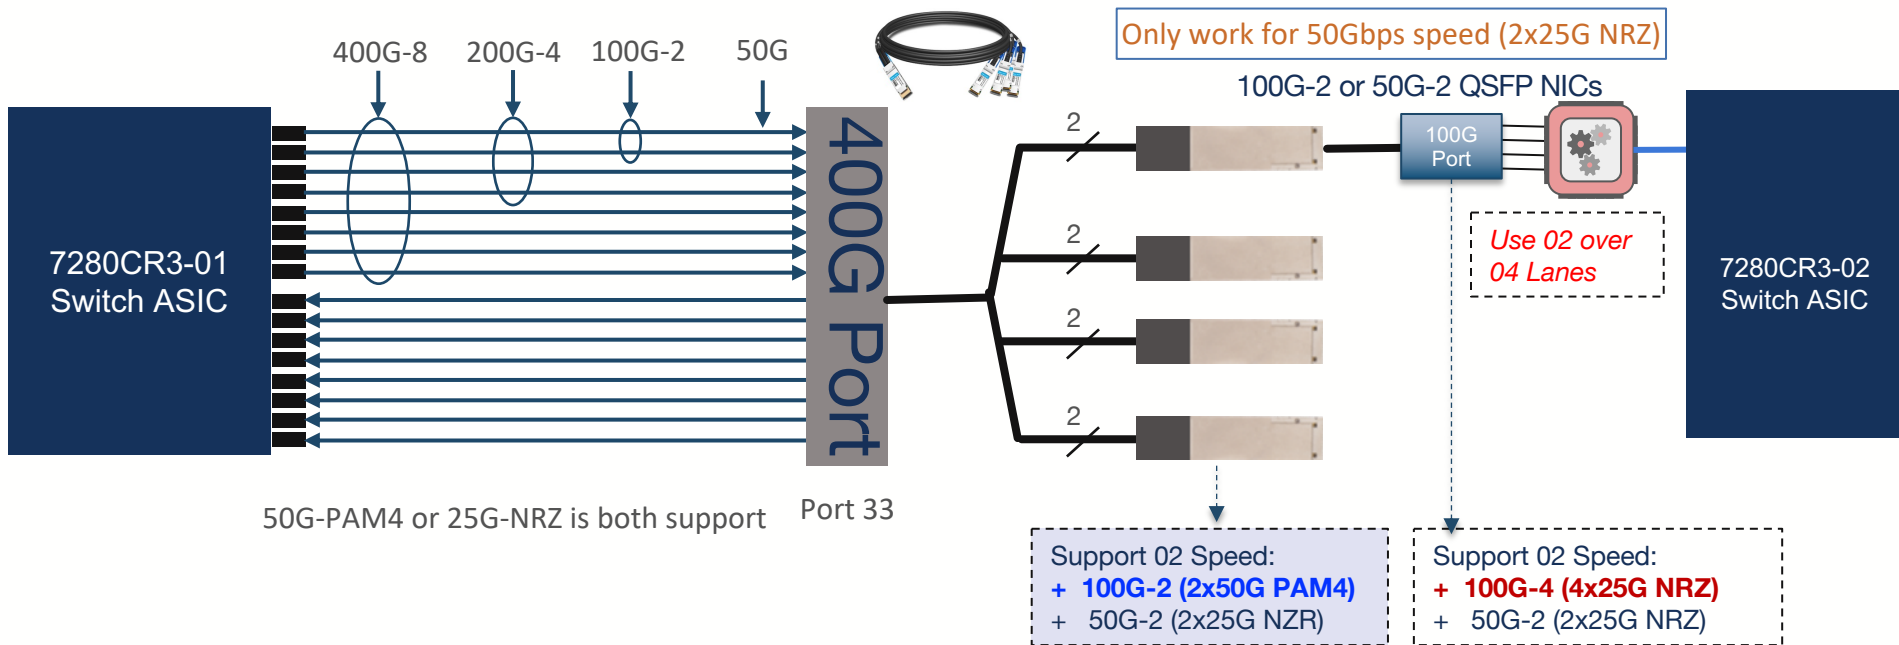 400G-8
200G-4
100G-2
50G
Only work for 50Gbps speed (2x25G NRZ)
100G-2 or 50G-2 QSFP NICs
7280CR3-01
Switch ASIC
400G Port
2
2
2
2
100G
Port
Use 02 over
04 Lanes
7280CR3-02
Switch ASIC
50G-PAM4 or 25G-NRZ is both support
Port 33
Support 02 Speed:
+ 100G-2 (2x50G PAM4)
+ 50G-2 (2x25G NZR)
Support 02 Speed:
+ 100G-4 (4x25G NRZ)
+ 50G-2 (2x25G NRZ)